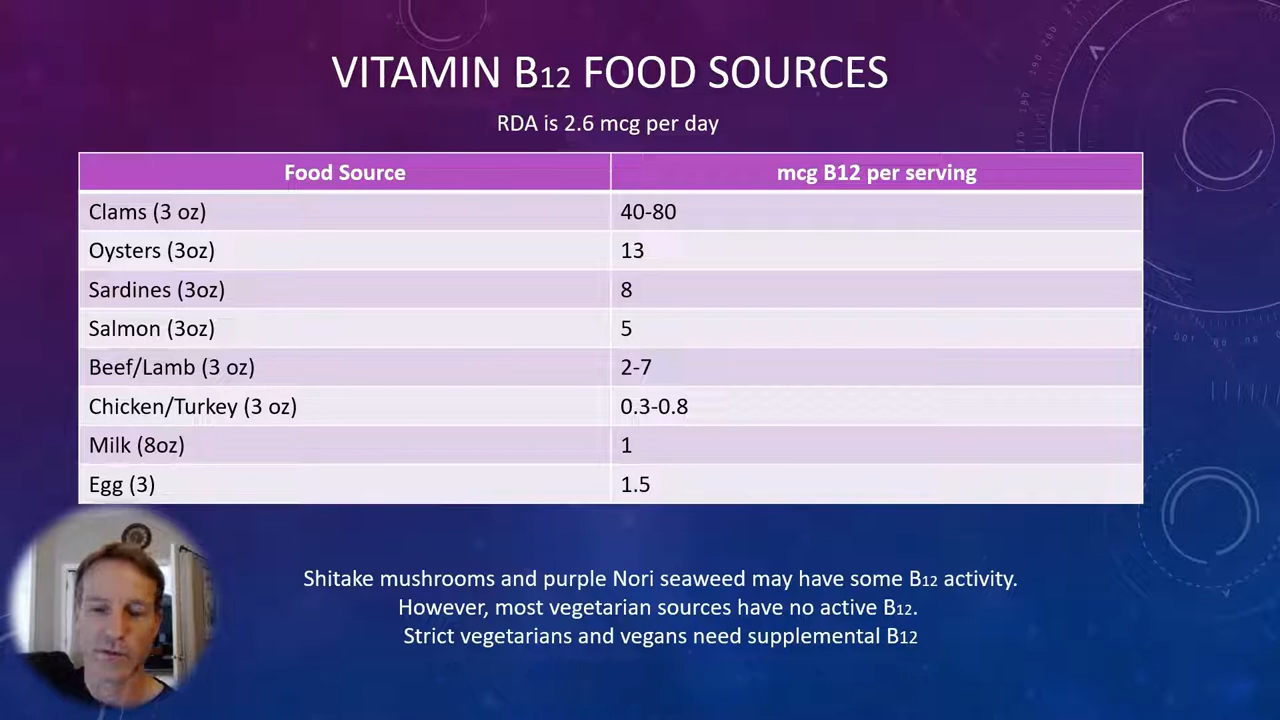 VITAMIN B12 FOOD SOURCES
RDA is 2.6 mcg per day
Food Source mcg B12 per serving
Clams (3 oz) 40-80
Oysters (3oz) 13
Sardines (3oz) 8
Salmon (3oz) 5
Beef/Lamb (3 oz) 2-7
Chicken/Turkey (3 oz) 0.3-0.8
Milk (8oz) 1
Egg (3) 1.5
Shitake mushrooms and purple Nori seaweed may have some B12 activity.
However, most vegetarian sources have no active B12.
Strict vegetarians and vegans need supplemental B12